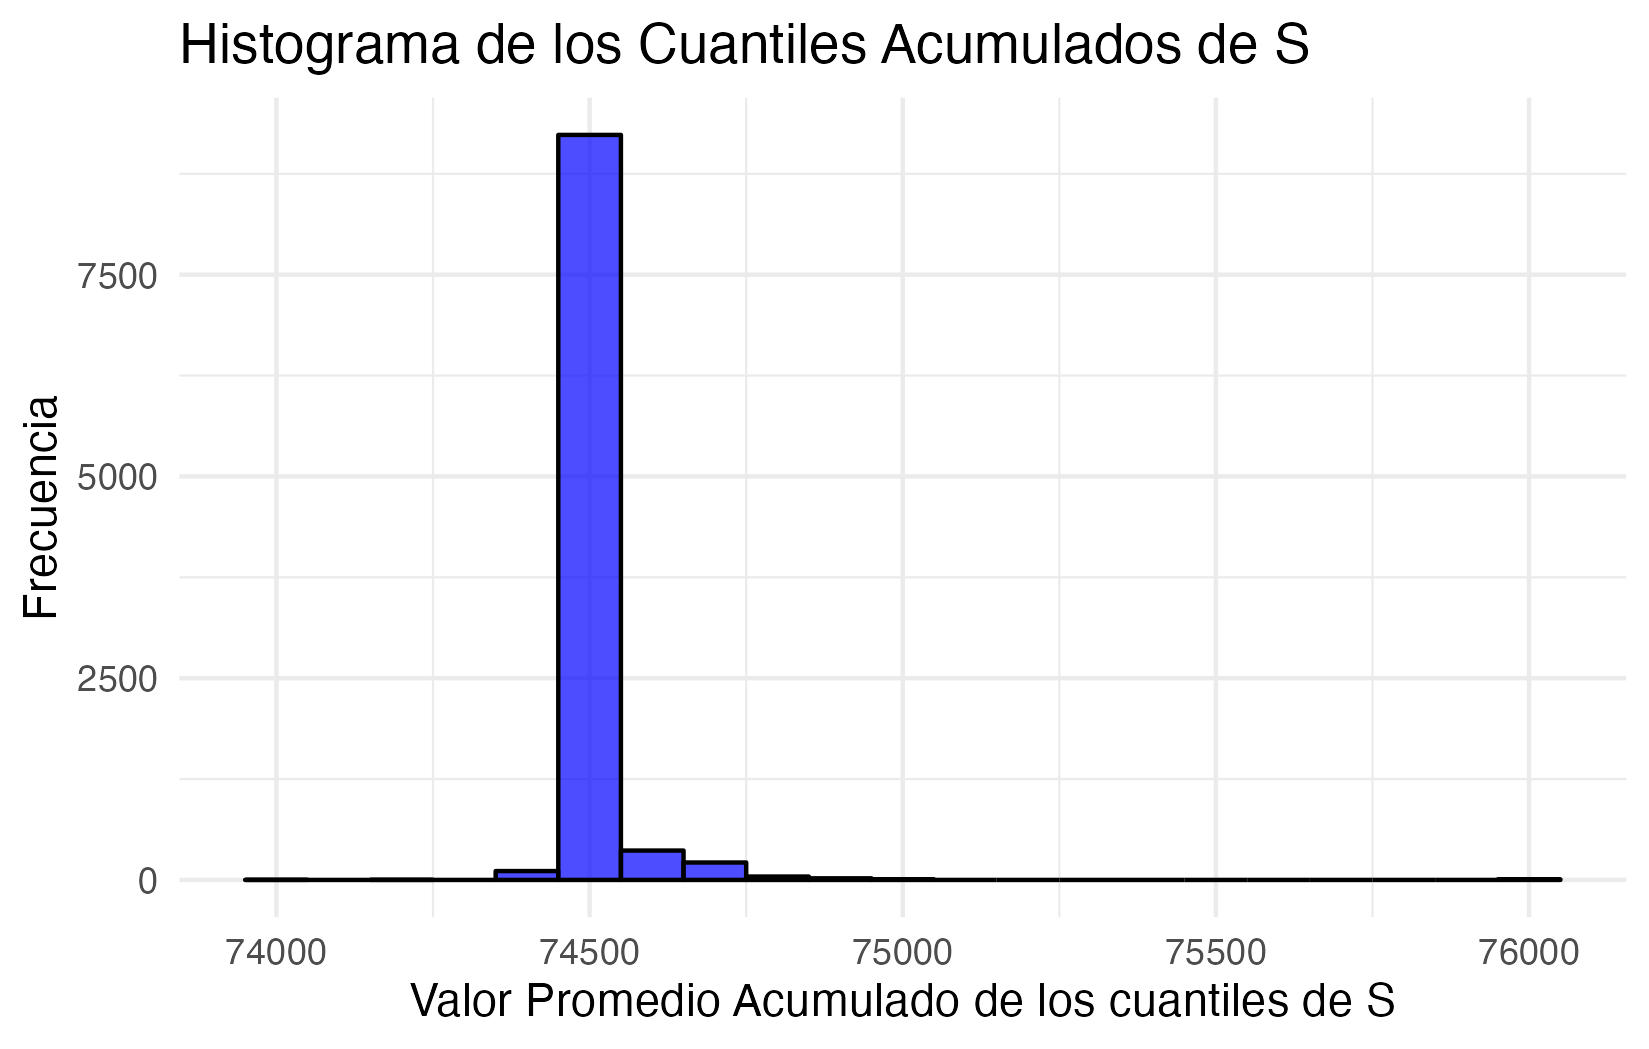 Histograma de los Cuantiles Acumulados de S
Frecuencia
7500
5000
2500
0
74000 74500 75000 75500 76000
Valor Promedio Acumulado de los cuantiles de S